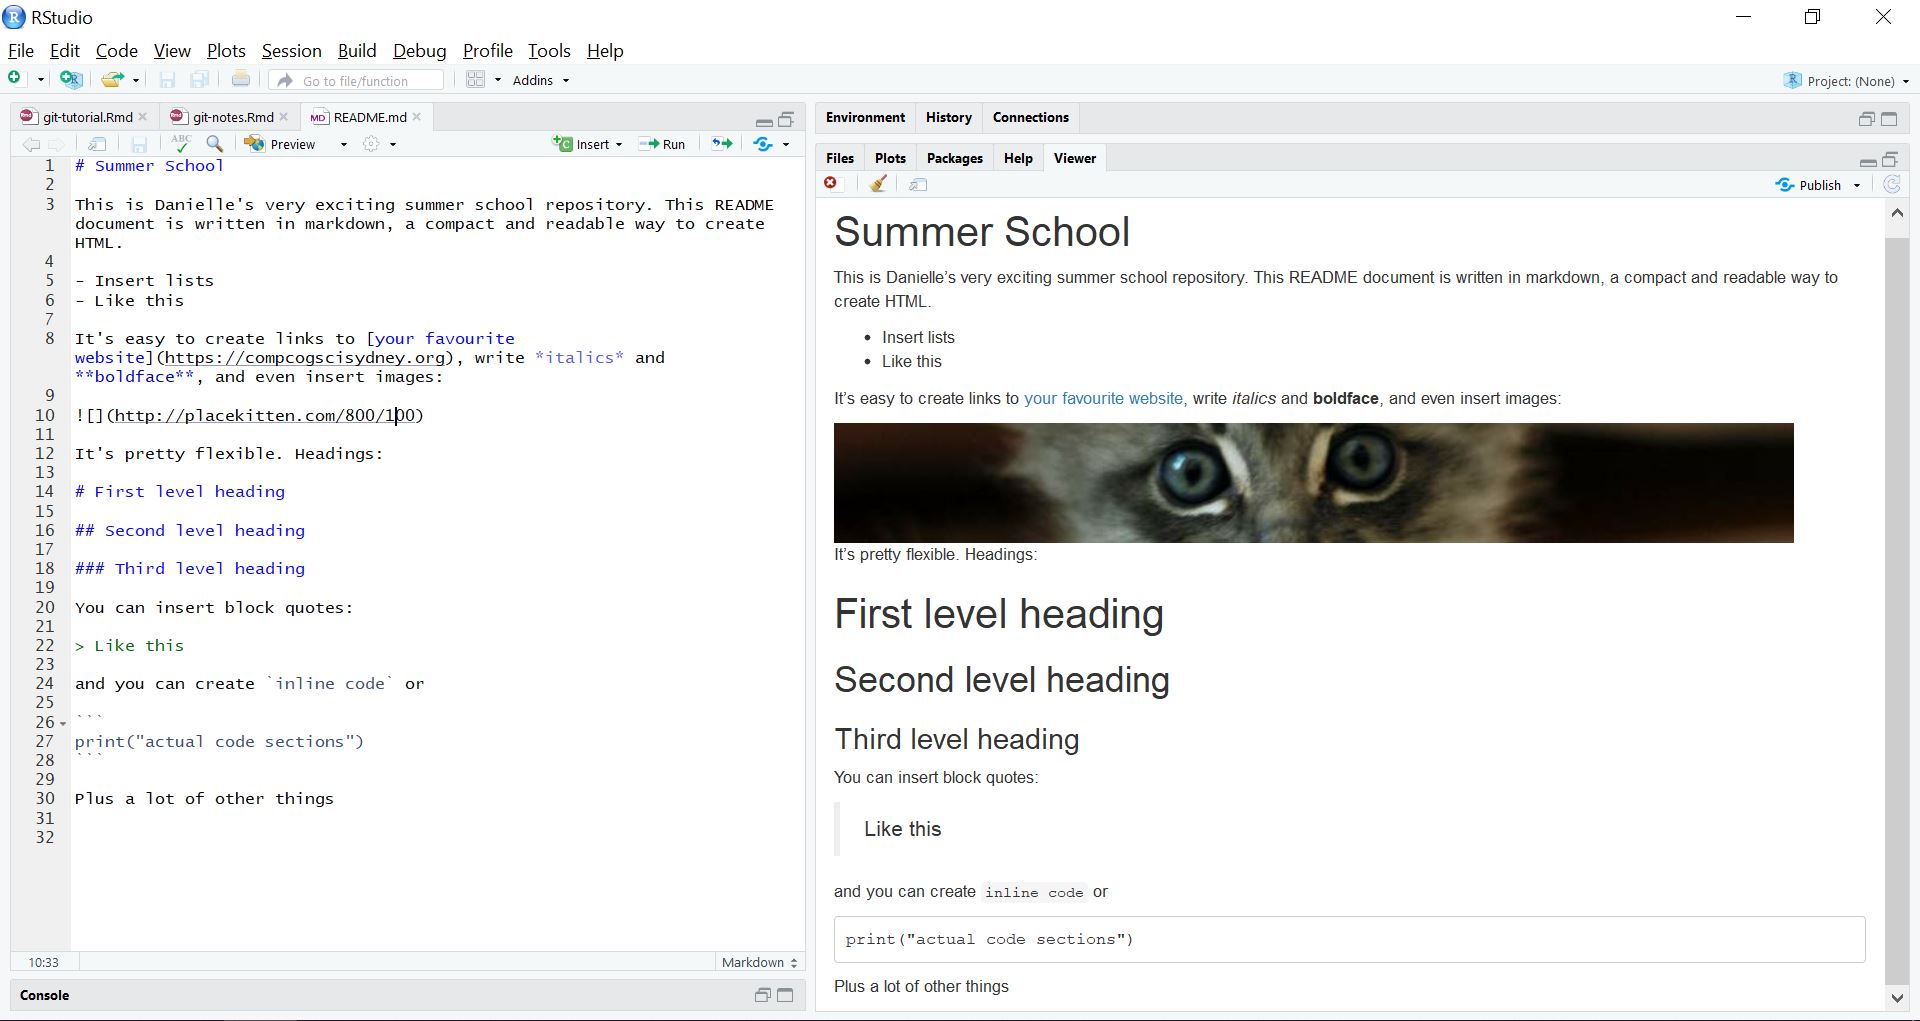 RStudio
File Edit Code View Plots Session Build Debug Profile Tools Help
Go to file/function Addins Project: (None)
git-tutorial.Rmd git-notes.Rmd README.md
ABC Preview Insert Run
1 # Summer School
2
3 This is Danielle's very exciting summer school repository. This README
document is written in markdown, a compact and readable way to create
HTML.
4
5 - Insert lists
6 - Like this
7
8 It's easy to create links to [your favourite
website](https://compcogscisydney.org), write *italics* and
**boldface**, and even insert images:
9
10 ![](http://placekitten.com/800/100)
11
12 It's pretty flexible. Headings:
13
14 # First level heading
15
16 ## Second level heading
17
18 ### Third level heading
19
20 You can insert block quotes:
21
22 > Like this
23
24 and you can create `inline code` or
25
26 ```
27 print("actual code sections")
28 ```
29
30 Plus a lot of other things
31
32
10:33 Markdown
Console
Environment History Connections
Files Plots Packages Help Viewer
Publish
Summer School
This is Danielle’s very exciting summer school repository. This README document is written in markdown, a compact and readable way to
create HTML.
• Insert lists
• Like this
It’s easy to create links to your favourite website, write italics and boldface, and even insert images:
It’s pretty flexible. Headings:
First level heading
Second level heading
Third level heading
You can insert block quotes:
Like this
and you can create inline code or
print("actual code sections")
Plus a lot of other things